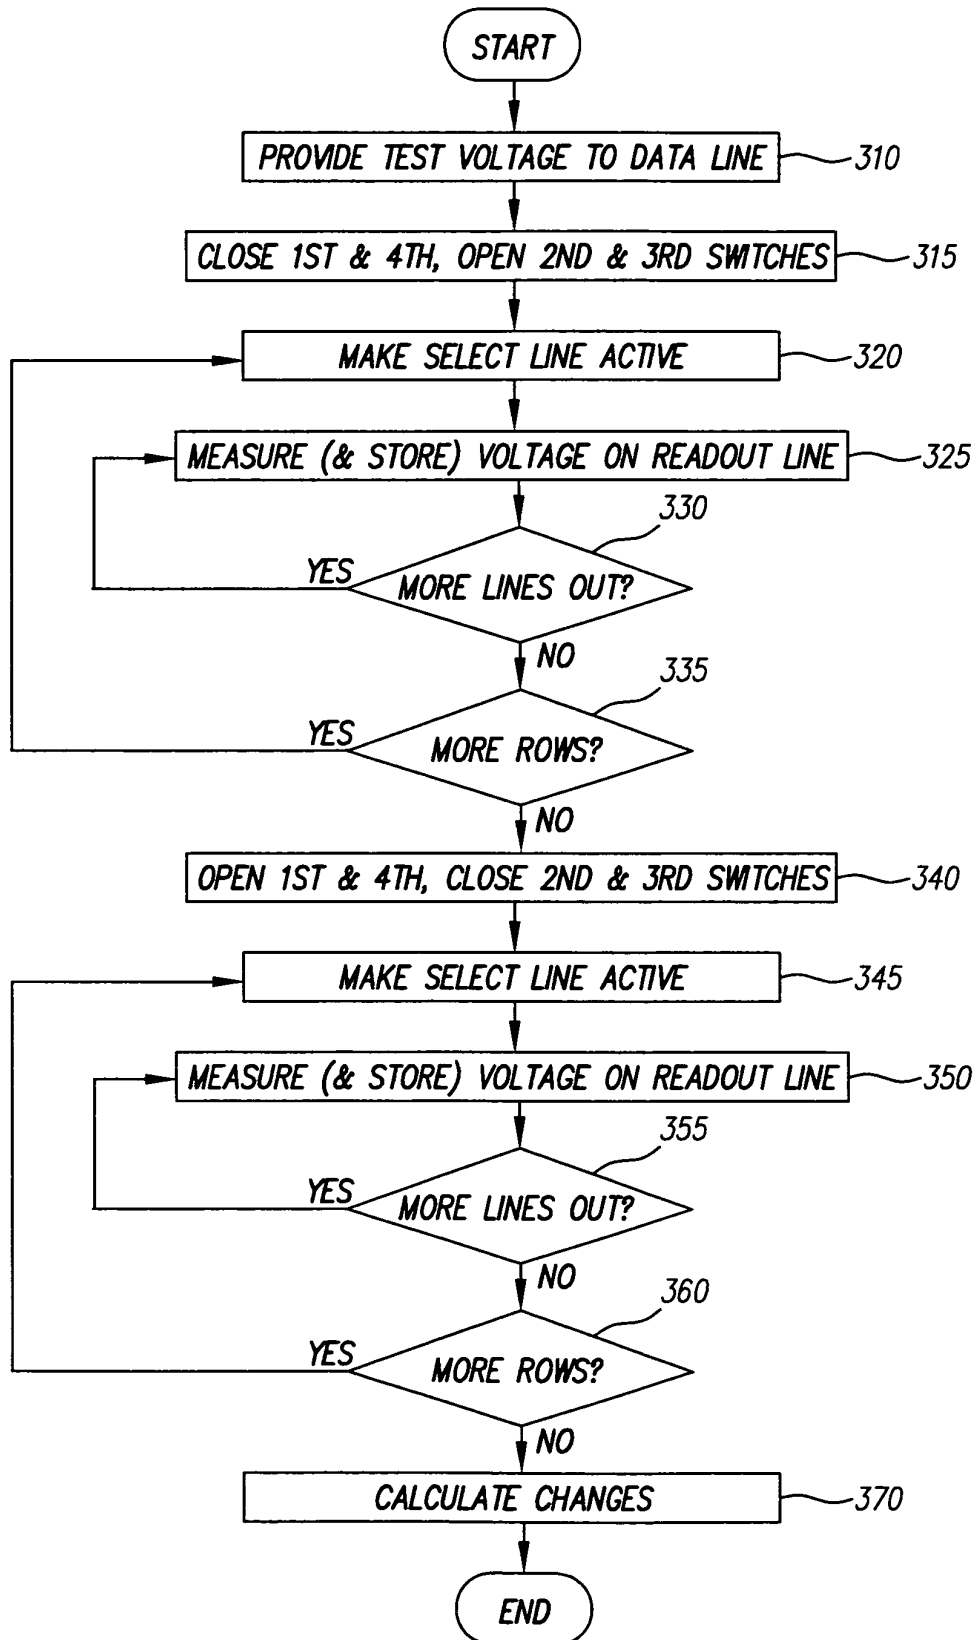 START
PROVIDE TEST VOLTAGE TO DATA LINE
310
CLOSE 1ST & 4TH, OPEN 2ND & 3RD SWITCHES
315
MAKE SELECT LINE ACTIVE
320
MEASURE (& STORE) VOLTAGE ON READOUT LINE
325
330
YES
MORE LINES OUT?
NO
335
YES
MORE ROWS?
NO
OPEN 1ST & 4TH, CLOSE 2ND & 3RD SWITCHES
340
MAKE SELECT LINE ACTIVE
345
MEASURE (& STORE) VOLTAGE ON READOUT LINE
350
355
YES
MORE LINES OUT?
NO
360
YES
MORE ROWS?
NO
CALCULATE CHANGES
370
END